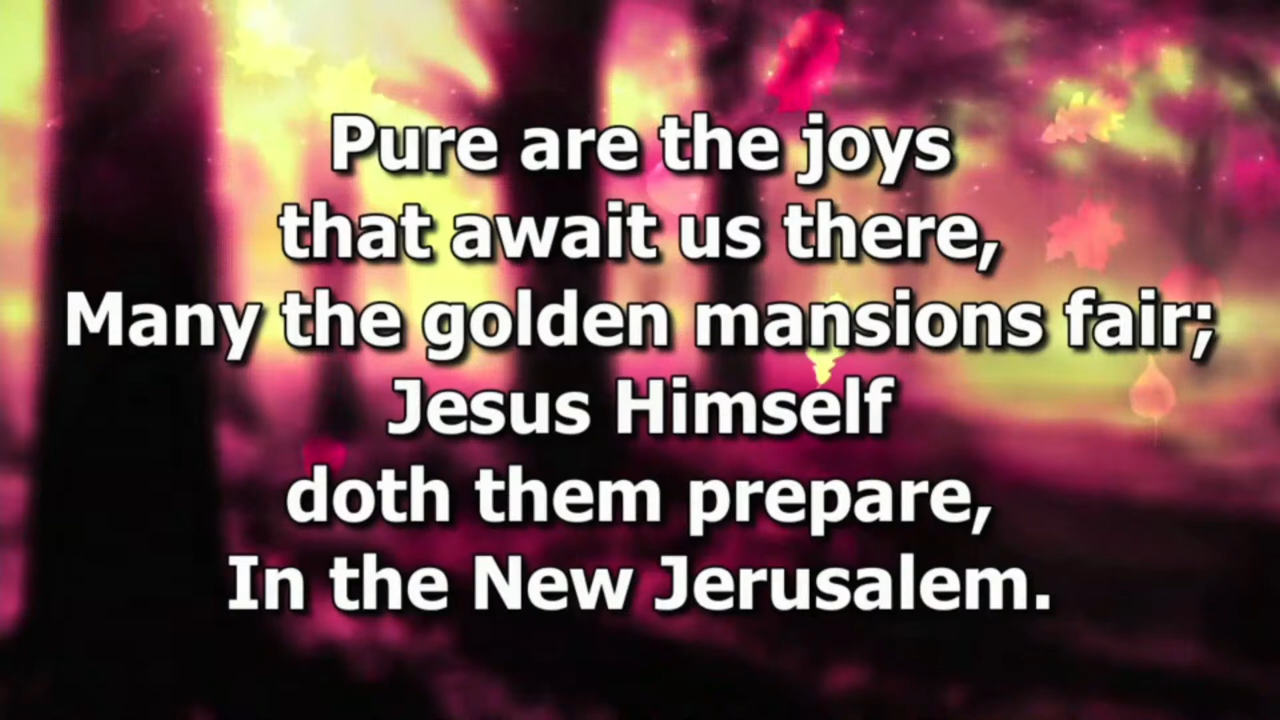 Pure are the joys
that await us there,
Many the golden mansions fair;
Jesus Himself
doth them prepare,
In the New Jerusalem.